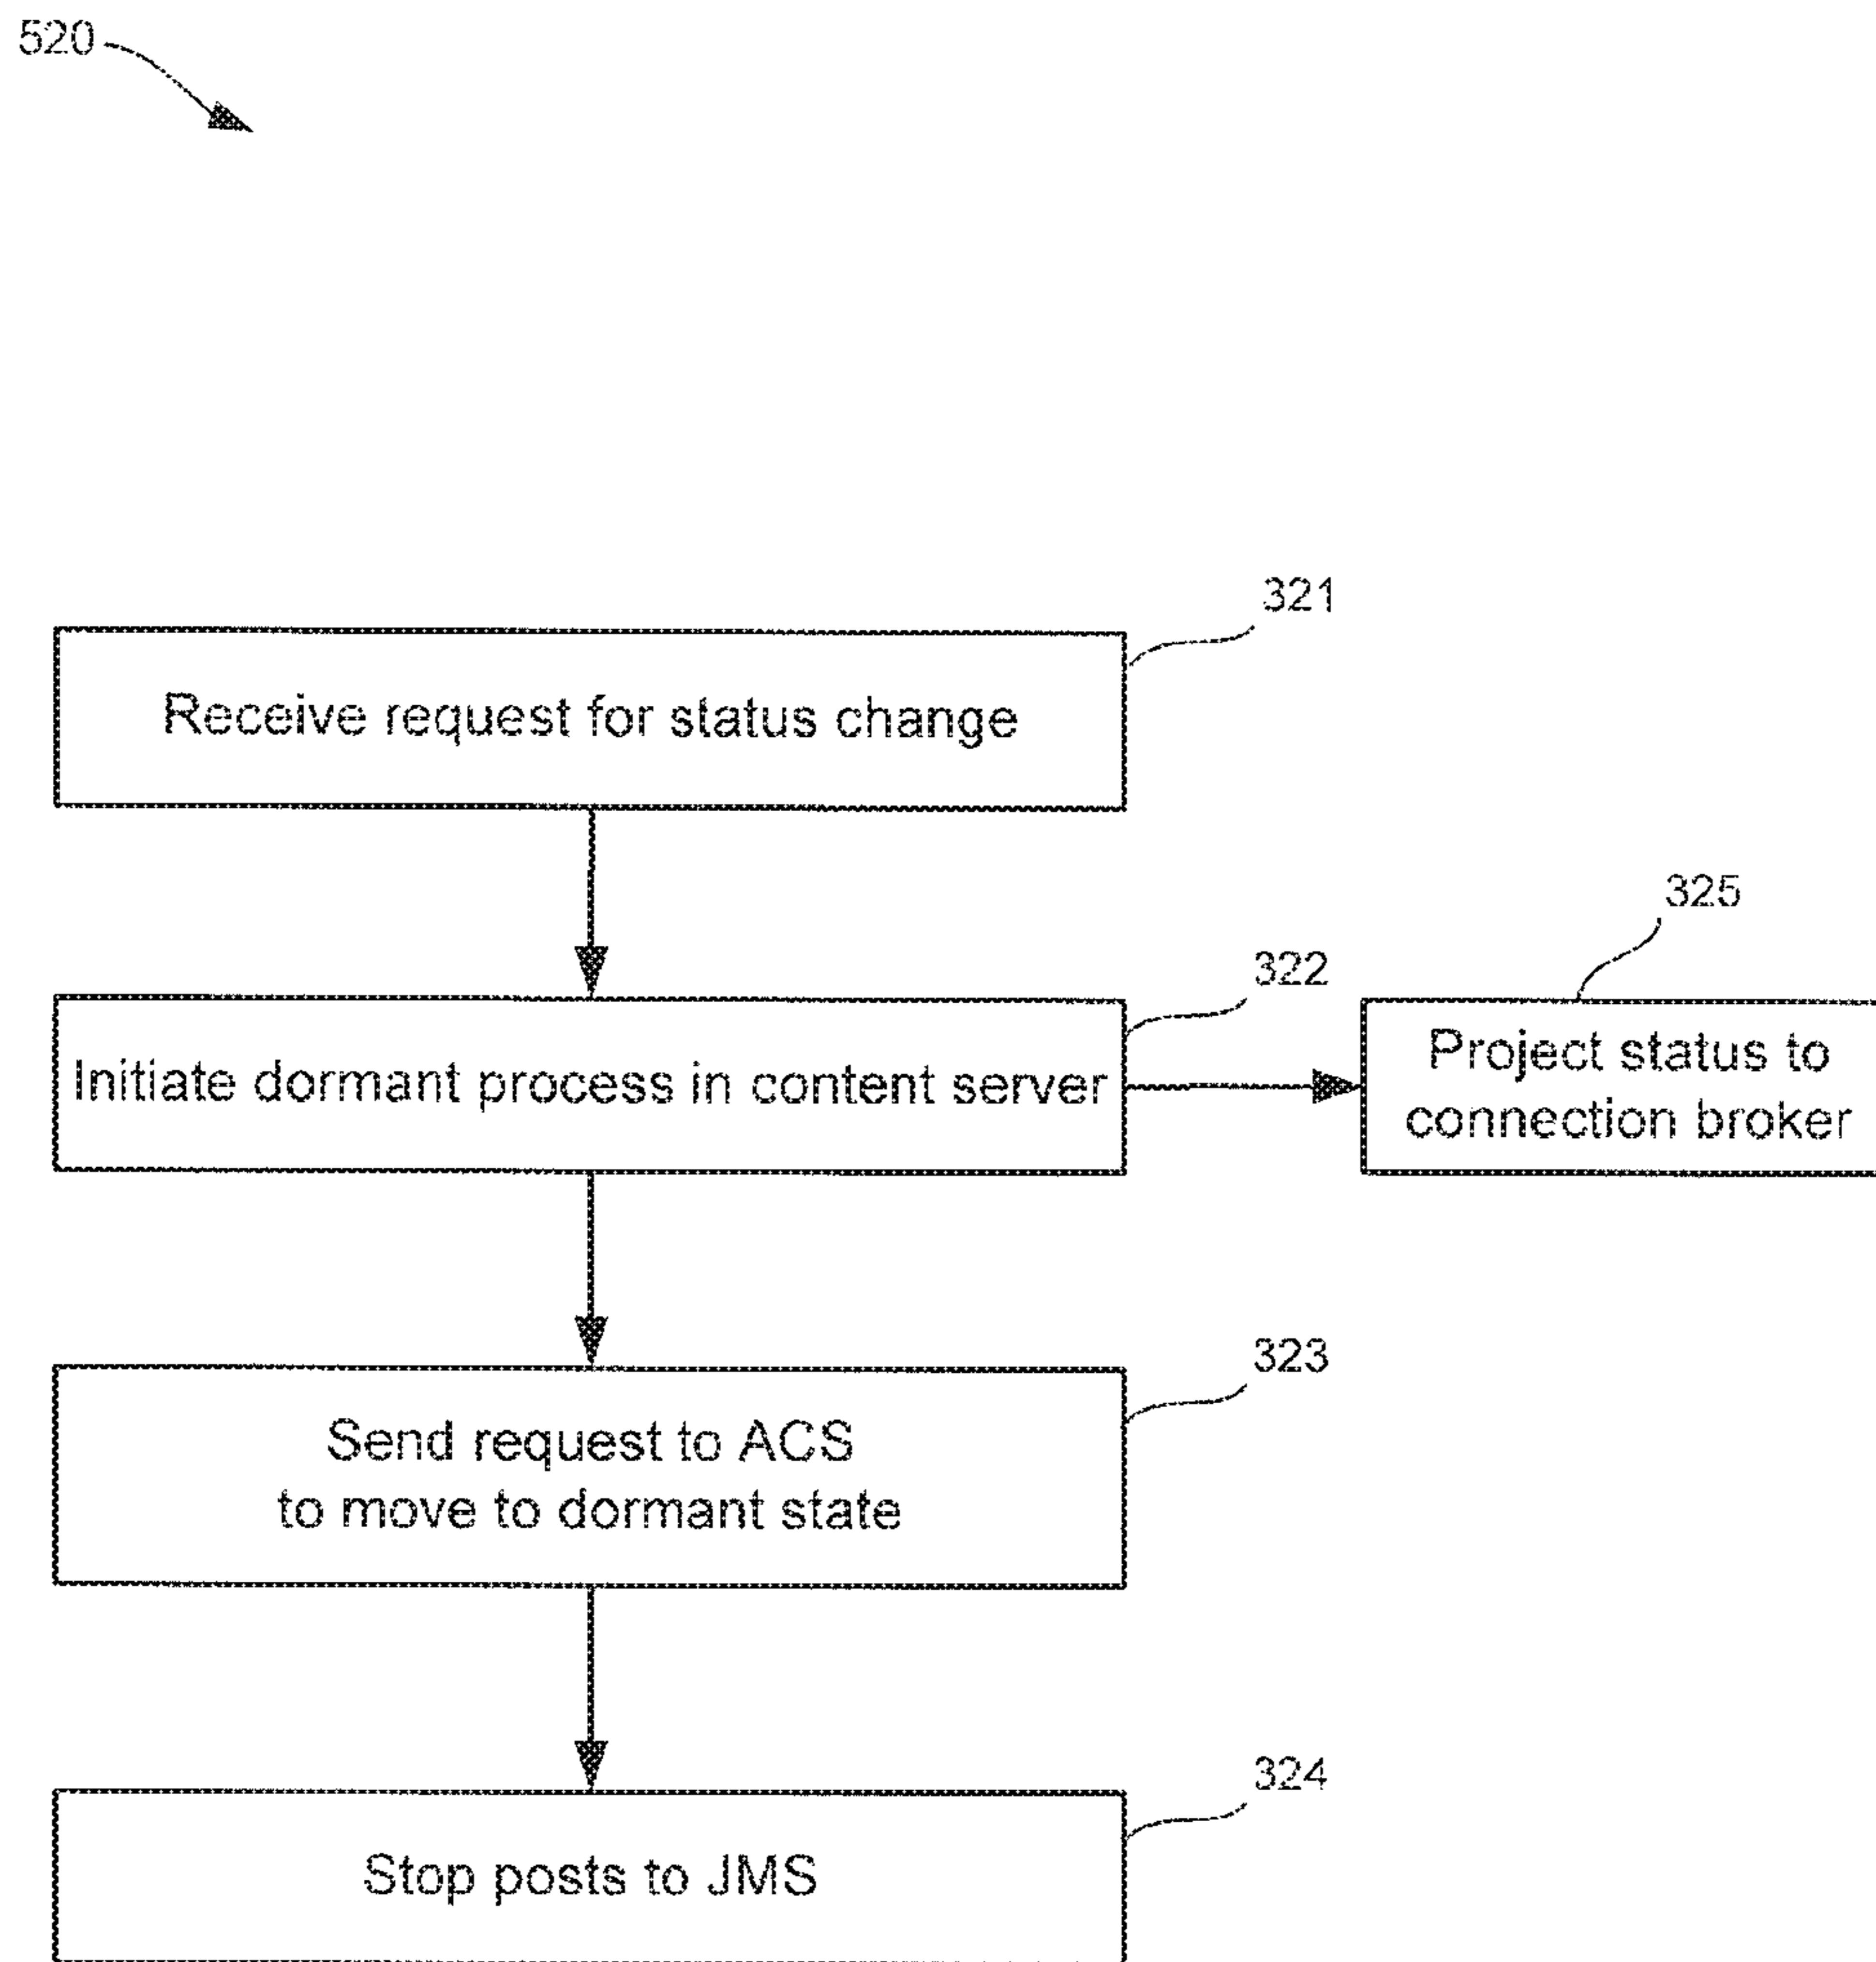 520
321
Receive request for status change
325
322
Initiate dormant process in content server
Project status to
connection broker
323
Send request to ACS
to move to dormant state
324
Stop posts to JMS